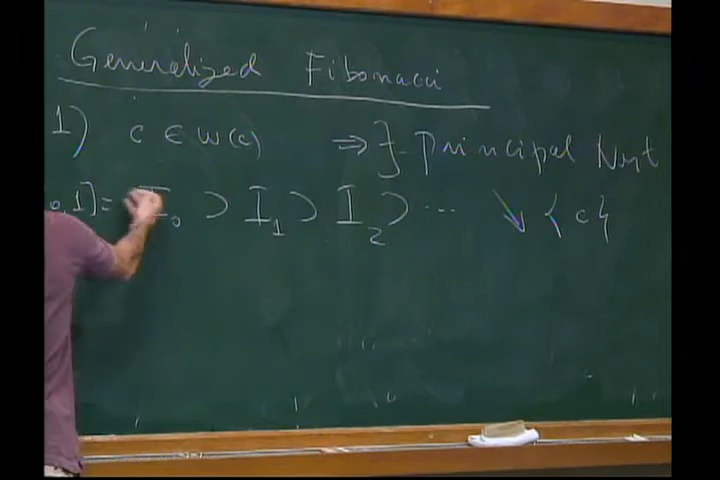 Generalized Fibonacci
1) c ∈ w(c) ⇒ } Principal Nest
0,1] = I₀ ⊃ I₁ ⊃ I₂ ⊃ ... ↘ {c}